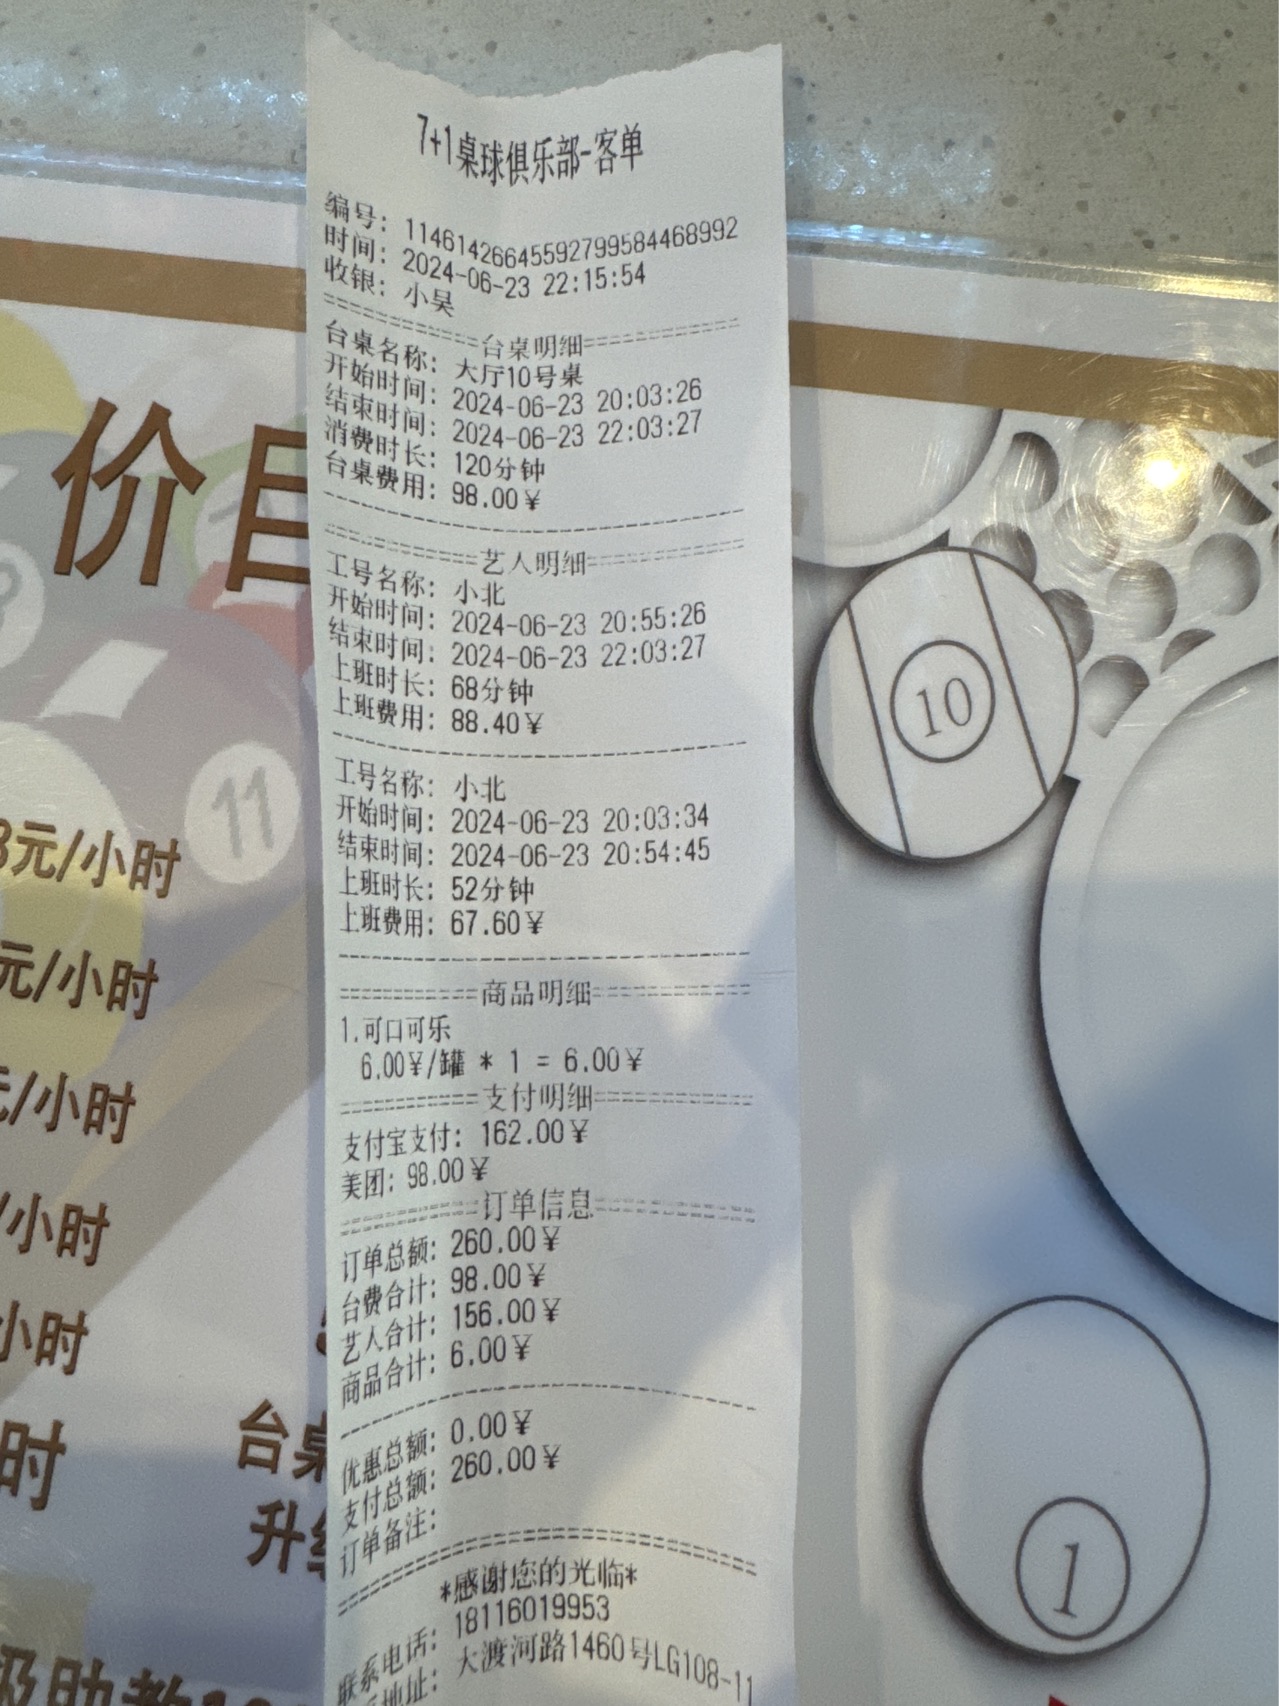 7+1桌球俱乐部-客单
编号: 1146142664559279958446​8992
时间: 2024-06-23 22:15:54
收银: 小吴
==========台桌明细==========
台桌名称: 大厅10号桌
开始时间: 2024-06-23 20:03:26
结束时间: 2024-06-23 22:03:27
消费时长: 120分钟
台桌费用: 98.00¥
==========艺人明细==========
工号名称: 小北
开始时间: 2024-06-23 20:55:26
结束时间: 2024-06-23 22:03:27
上班时长: 68分钟
上班费用: 88.40¥
工号名称: 小北
开始时间: 2024-06-23 20:03:34
结束时间: 2024-06-23 20:54:45
上班时长: 52分钟
上班费用: 67.60¥
==========商品明细==========
1.可口可乐
6.00¥/罐 * 1 = 6.00¥
==========支付明细==========
支付宝支付: 162.00¥
美团: 98.00¥
==========订单信息==========
订单总额: 260.00¥
台费合计: 98.00¥
艺人合计: 156.00¥
商品合计: 6.00¥
优惠总额: 0.00¥
支付总额: 260.00¥
订单备注:
*感谢您的光临*
联系电话: 18116019953
地址: 大渡河路1460号LG108-11
价目
11
元/小时
元/小时
/小时
/小时
小时
时
台桌
升级
助教
10
1